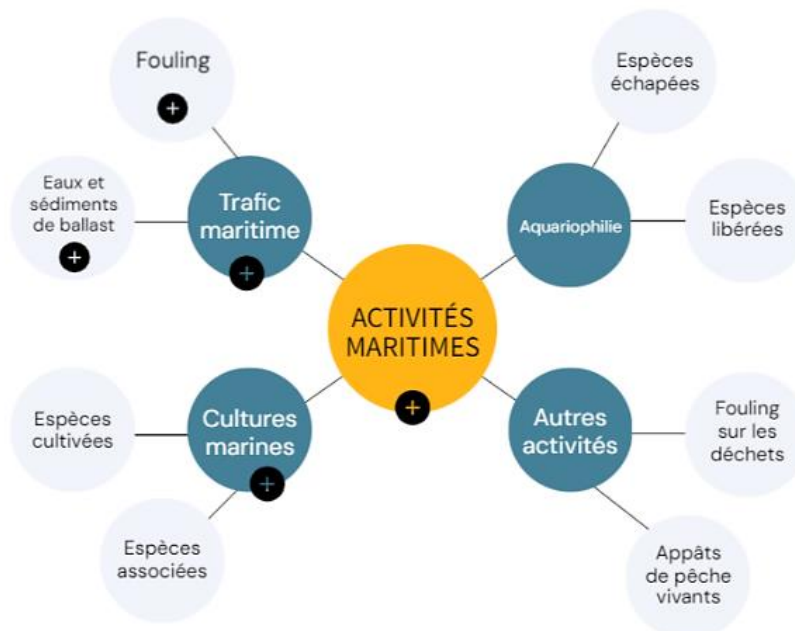 Fouling
Eaux et
sédiments
de ballast
Trafic
maritime
Espèces
échapées
Aquariophilie
Espèces
libérées
ACTIVITÉS
MARITIMES
Espèces
cultivées
Cultures
marines
Espèces
associées
Autres
activités
Fouling
sur les
déchets
Appâts
de pêche
vivants